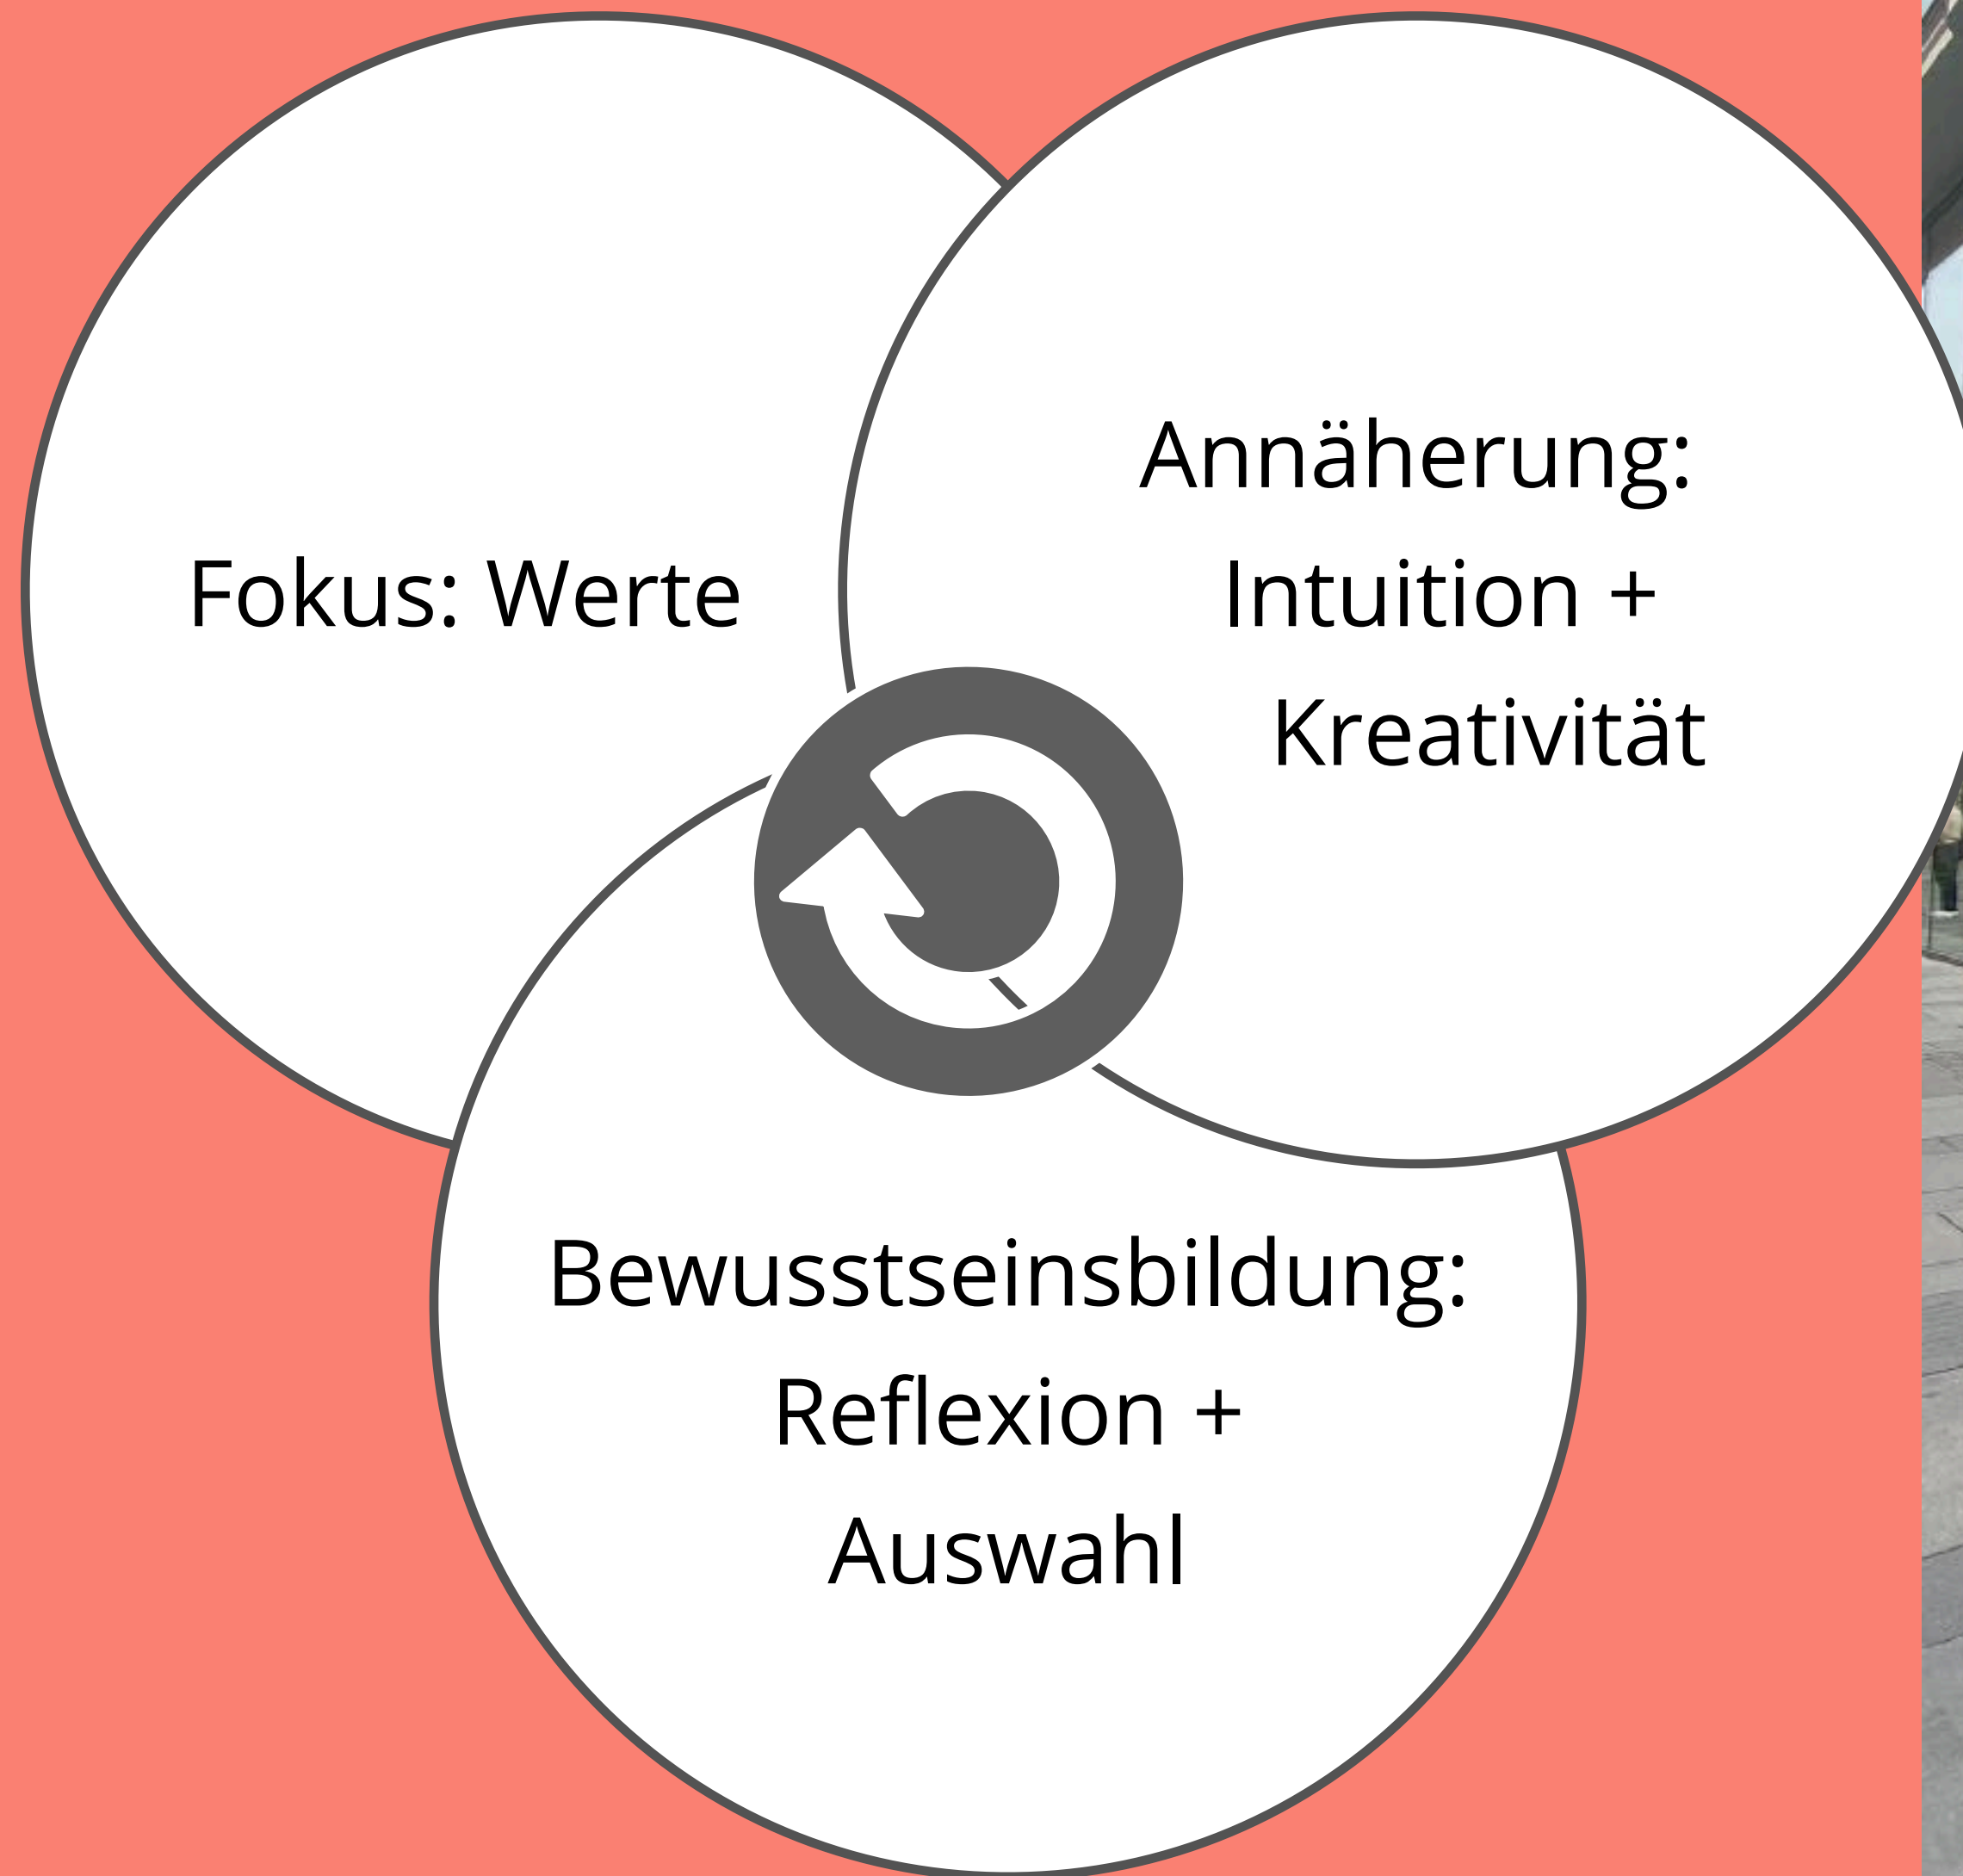 Fokus: Werte
Annäherung:
Intuition +
Kreativität
Bewusstseinsbildung:
Reflexion +
Auswahl